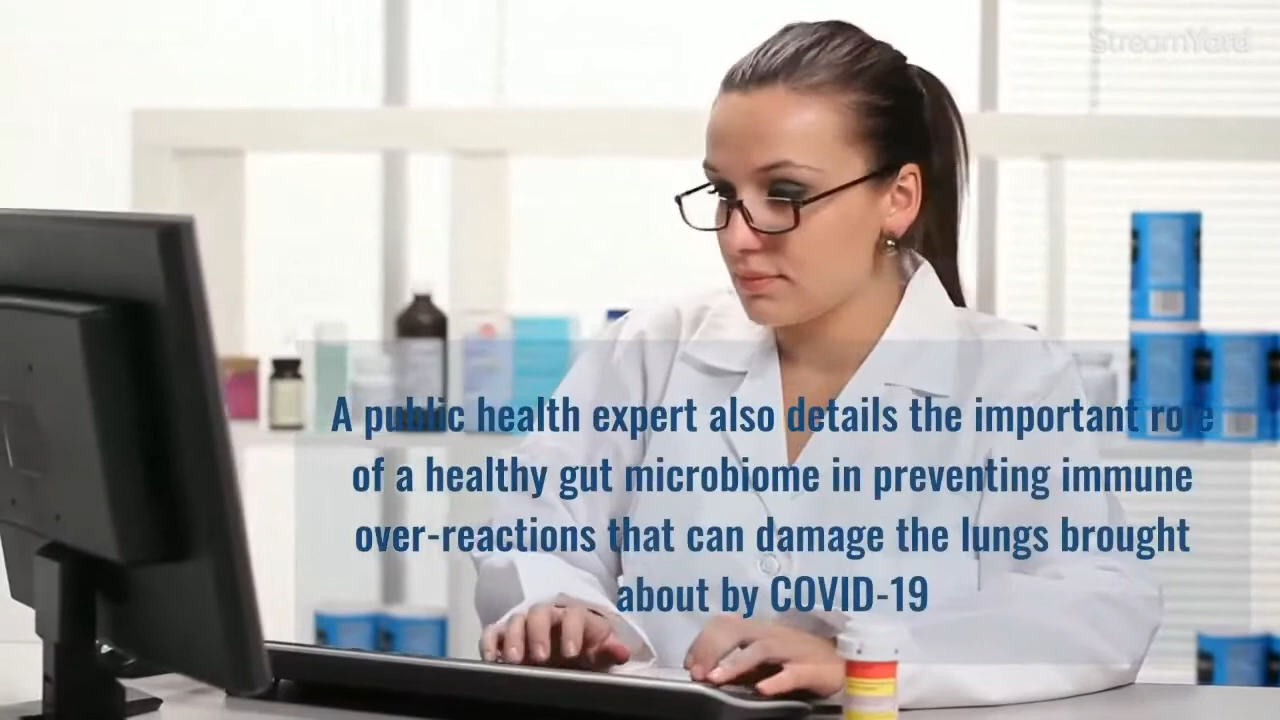 StreamYard
A public health expert also details the important role
of a healthy gut microbiome in preventing immune
over-reactions that can damage the lungs brought
about by COVID-19